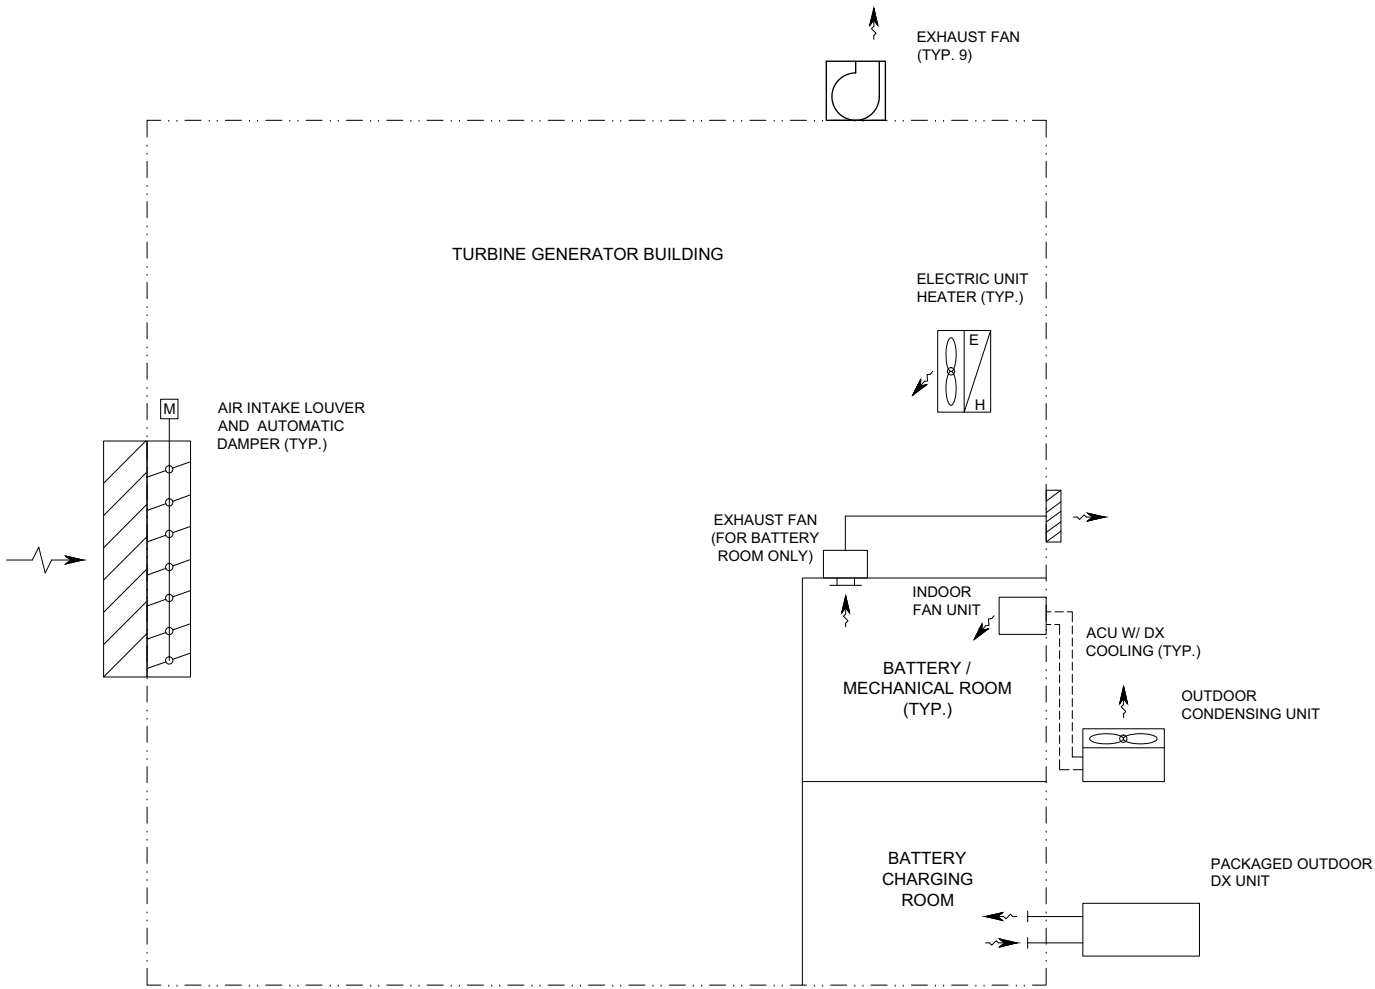 EXHAUST FAN
(TYP. 9)
TURBINE GENERATOR BUILDING
ELECTRIC UNIT
HEATER (TYP.)
E
H
M
AIR INTAKE LOUVER
AND  AUTOMATIC
DAMPER (TYP.)
EXHAUST FAN
(FOR BATTERY
ROOM ONLY)
INDOOR
FAN UNIT
ACU W/ DX
COOLING (TYP.)
BATTERY /
MECHANICAL ROOM
(TYP.)
OUTDOOR
CONDENSING UNIT
BATTERY
CHARGING
ROOM
PACKAGED OUTDOOR
DX UNIT